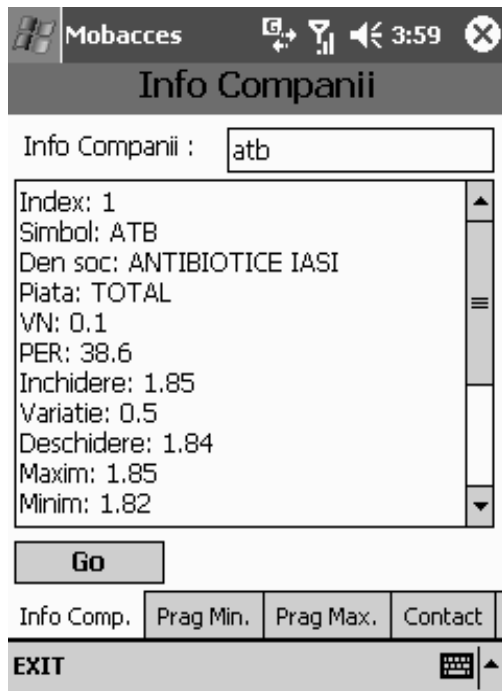 Mobacces G 3:59
Info Companii
Info Companii : atb
Index: 1
Simbol: ATB
Den soc: ANTIBIOTICE IASI
Piata: TOTAL
VN: 0.1
PER: 38.6
Inchidere: 1.85
Variatie: 0.5
Deschidere: 1.84
Maxim: 1.85
Minim: 1.82
Go
Info Comp. Prag Min. Prag Max. Contact
EXIT